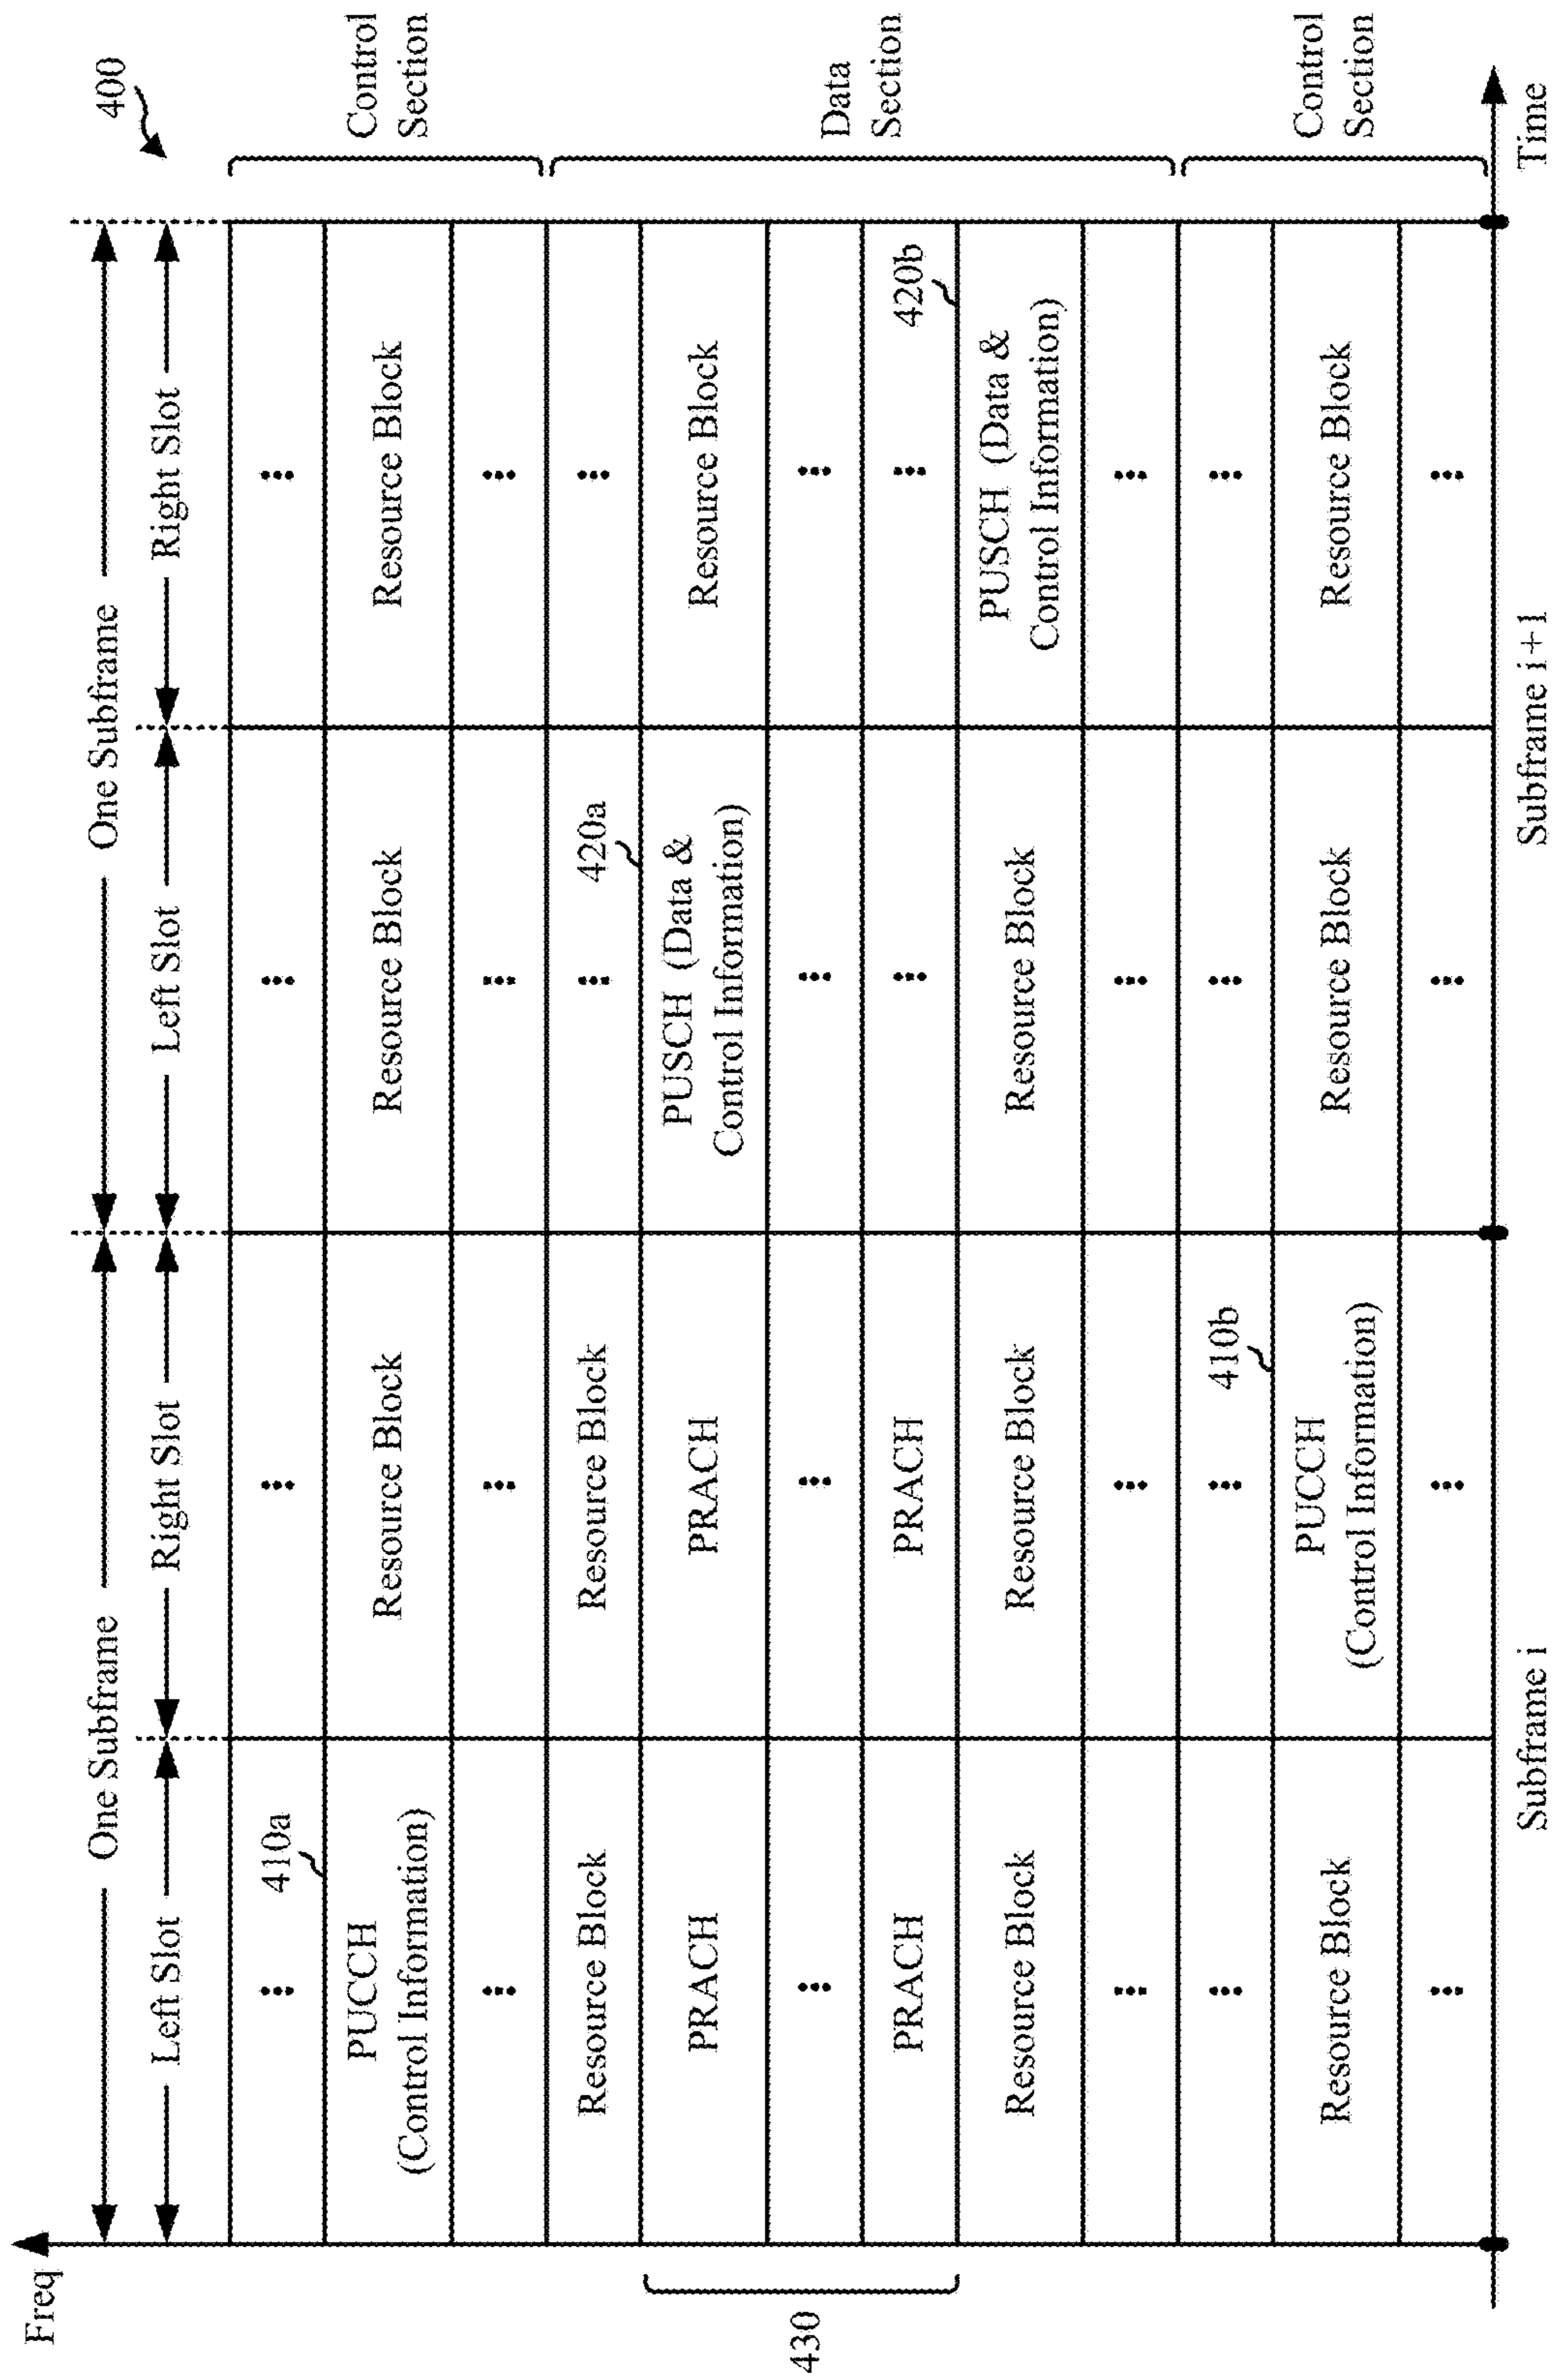 400
Freq
One Subframe
One Subframe
Left Slot
Right Slot
Left Slot
Right Slot
⋮
⋮
⋮
⋮
410a
PUCCH
(Control Information)
Resource Block
Resource Block
Resource Block
Control
Section
⋮
⋮
⋮
⋮
Resource Block
Resource Block
⋮
⋮
420a
PRACH
PRACH
PUSCH (Data &
Control Information)
Resource Block
430
⋮
⋮
⋮
⋮
Data
Section
PRACH
PRACH
⋮
⋮
420b
Resource Block
Resource Block
Resource Block
PUSCH (Data &
Control Information)
⋮
⋮
⋮
⋮
⋮
⋮
⋮
⋮
410b
Resource Block
PUCCH
(Control Information)
Resource Block
Resource Block
Control
Section
⋮
⋮
⋮
⋮
Subframe i
Subframe i+1
Time